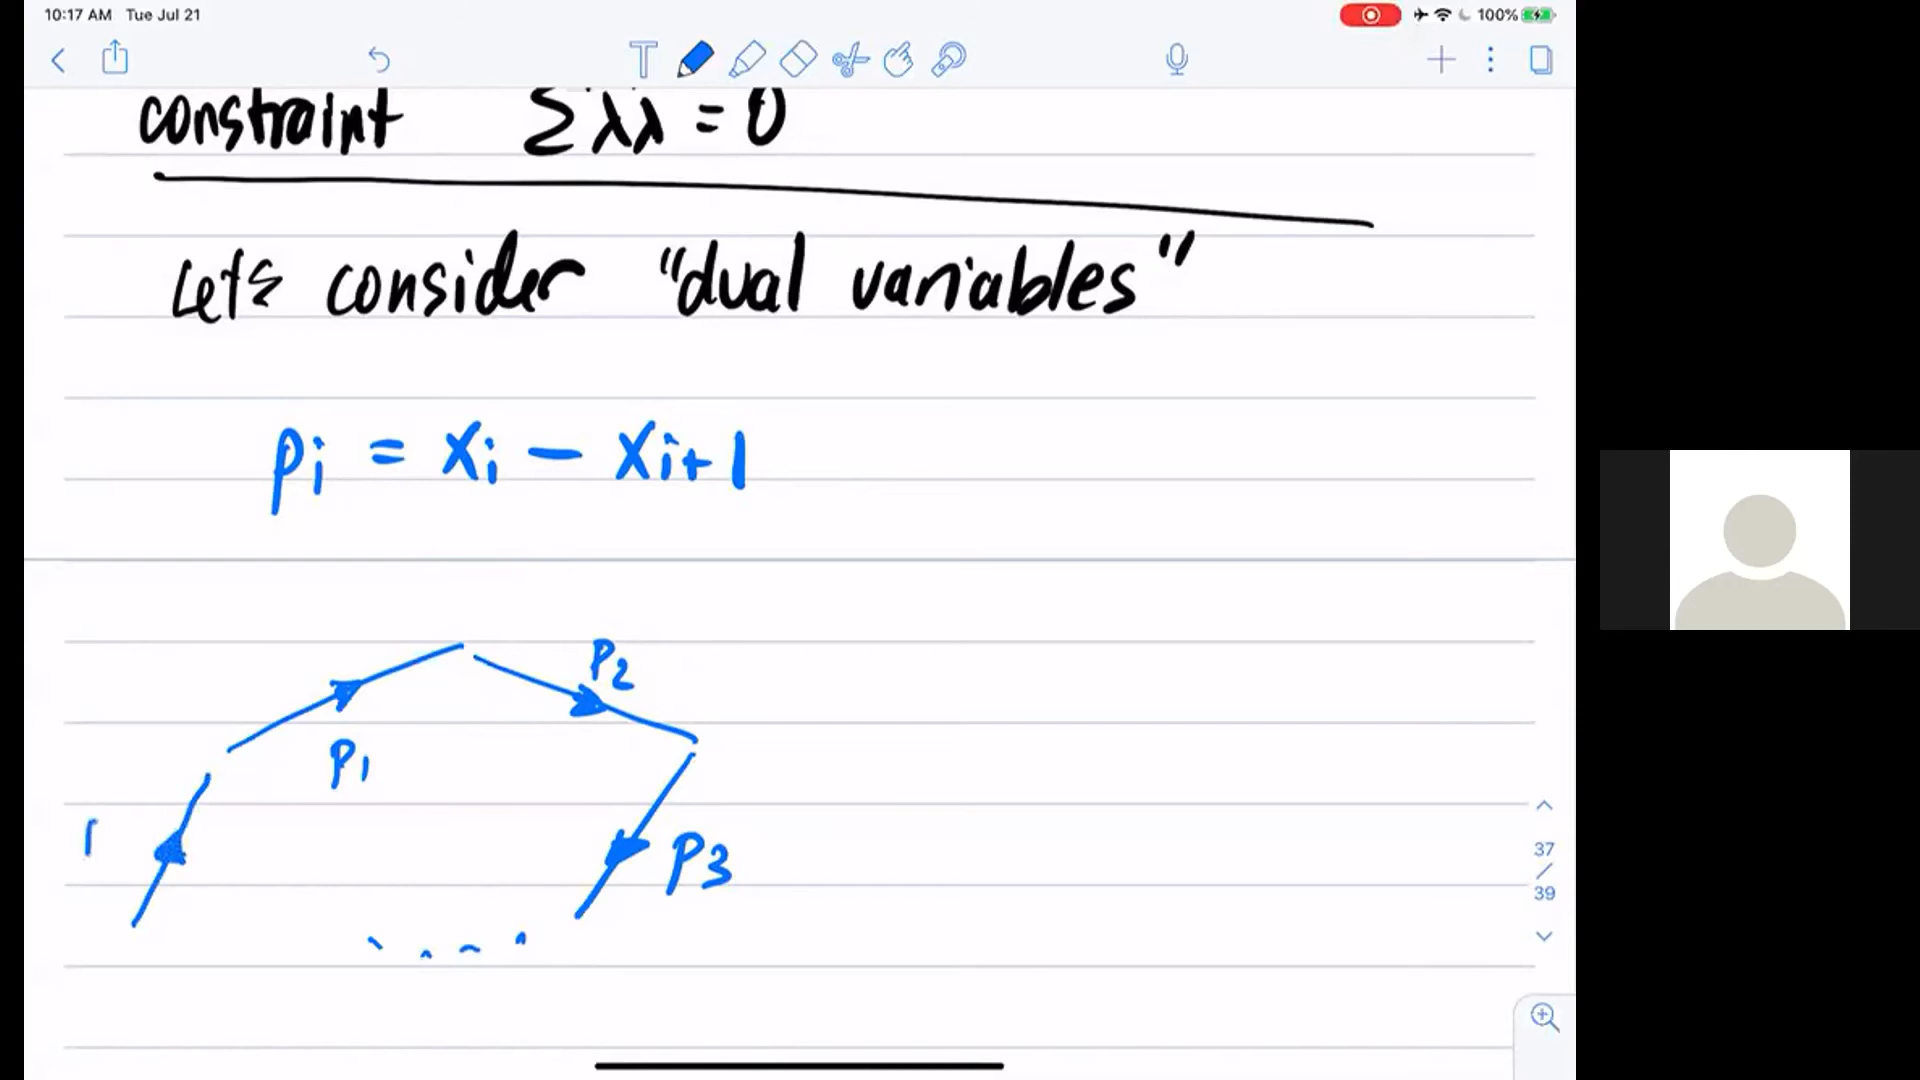 10:17 AM Tue Jul 21
100%
T
constraint Σλλ = 0
Lets consider "dual variables"
pi = xi − xi+1
p2
p1
p3
37
/
39